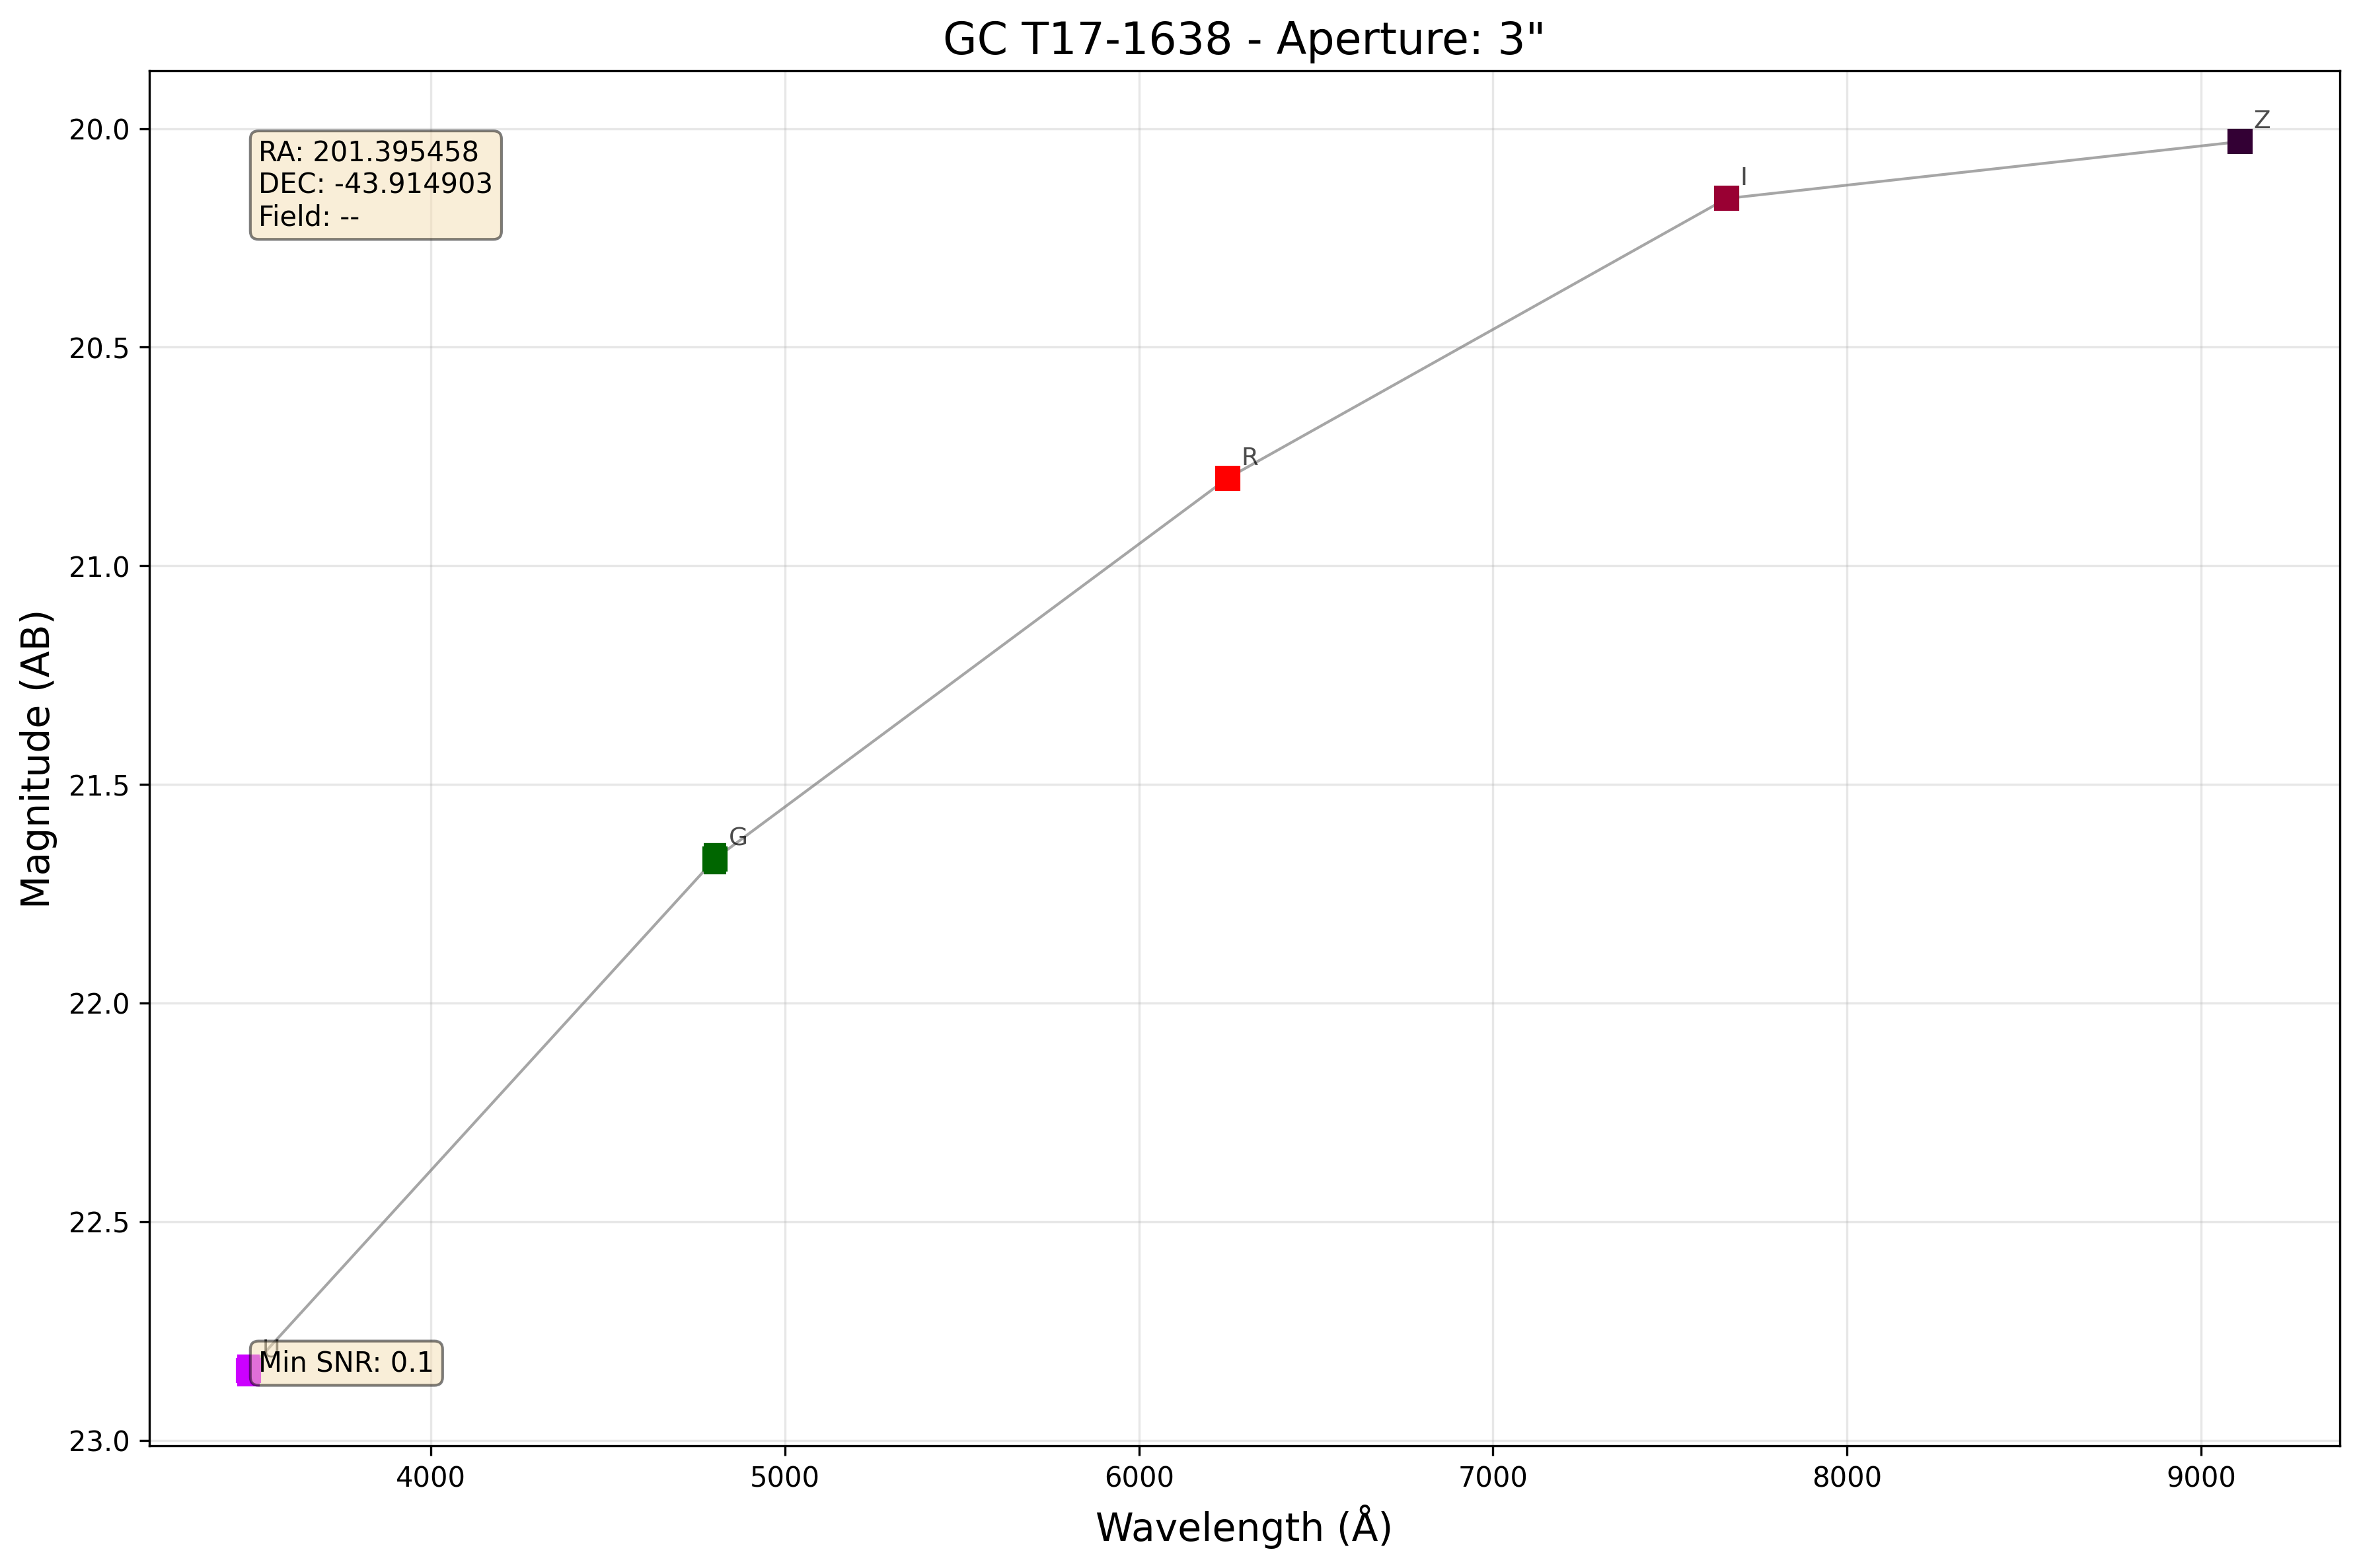 GC T17-1638 - Aperture: 3"
RA: 201.395458
DEC: -43.914903
Field: --
Z
I
R
G
U
Min SNR: 0.1
Magnitude (AB)
20.0
20.5
21.0
21.5
22.0
22.5
23.0
4000
5000
6000
7000
8000
9000
Wavelength (Å)